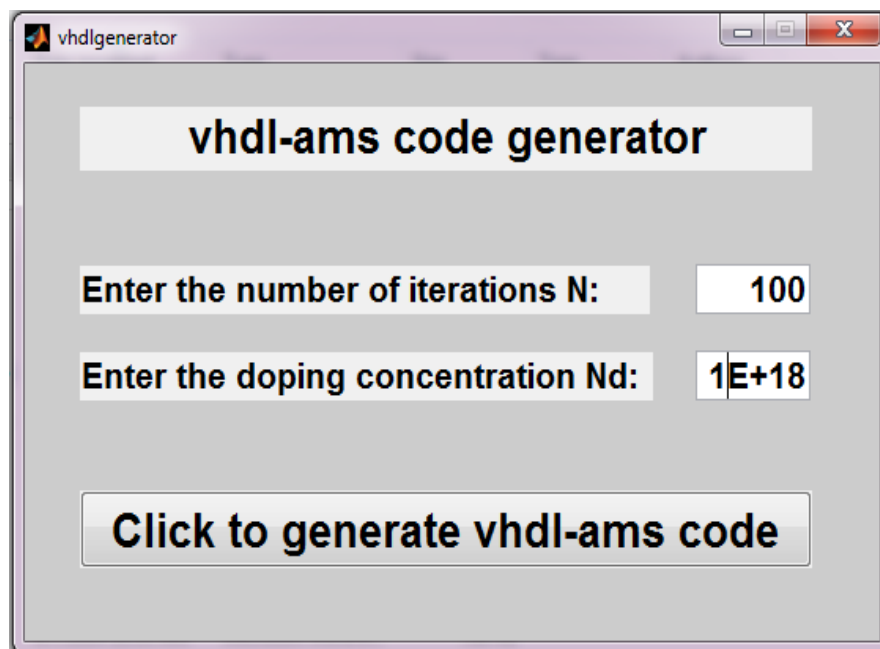 vhdlgenerator
vhdl-ams code generator
Enter the number of iterations N:
100
Enter the doping concentration Nd:
1E+18
Click to generate vhdl-ams code